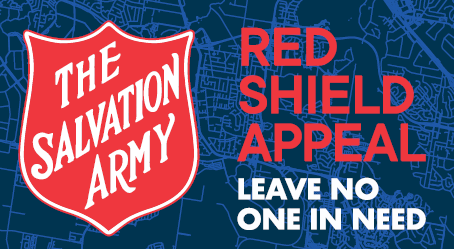 THE
SALVATION
ARMY
RED
SHIELD
APPEAL
LEAVE NO
ONE IN NEED